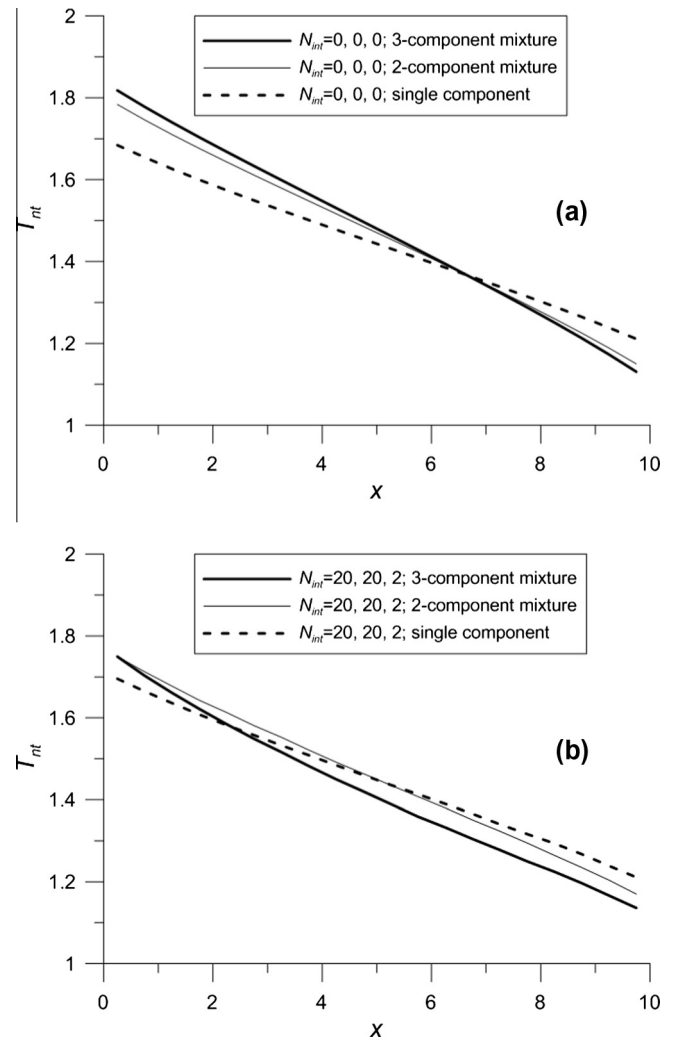 2
N_int=0, 0, 0; 3-component mixture
N_int=0, 0, 0; 2-component mixture
1.8
N_int=0, 0, 0; single component
1.6
T_nt
(a)
1.4
1.2
1
0 2 4 6 8 10
x
2
N_int=20, 20, 2; 3-component mixture
N_int=20, 20, 2; 2-component mixture
1.8
N_int=20, 20, 2; single component
1.6
T_nt
(b)
1.4
1.2
1
0 2 4 6 8 10
x